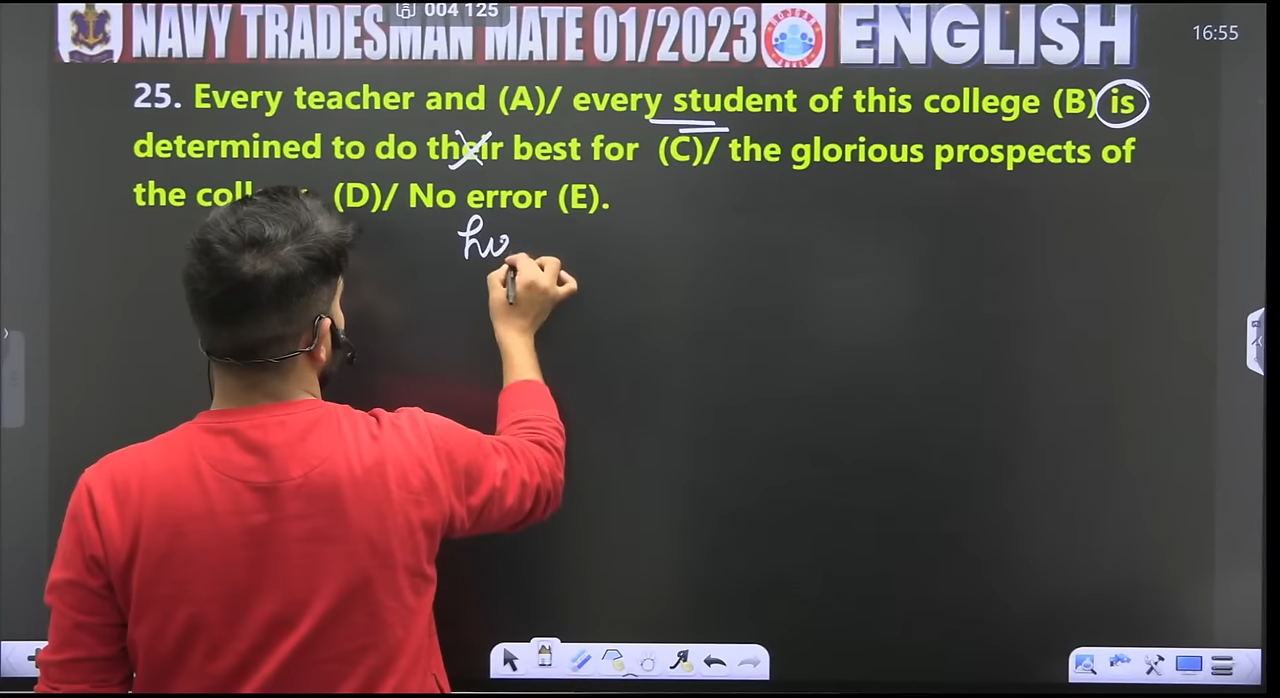 004 125
NAVY TRADESMAN MATE 01/2023 ENGLISH
16:55
25. Every teacher and (A)/ every student of this college (B) is
determined to do their best for (C)/ the glorious prospects of
the (D)/ No error (E).